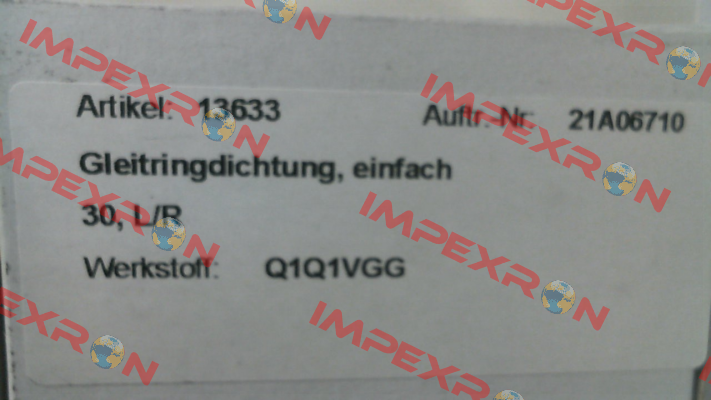 Artikel: 13633 Auftr.-Nr: 21A06710
Gleitringdichtung, einfach
30, L/R
Werkstoff: Q1Q1VGG
IMPEXRON
IMPEXRON
IMPEXRON
IMPEXRON
IMPEXRON
IMPEXRON